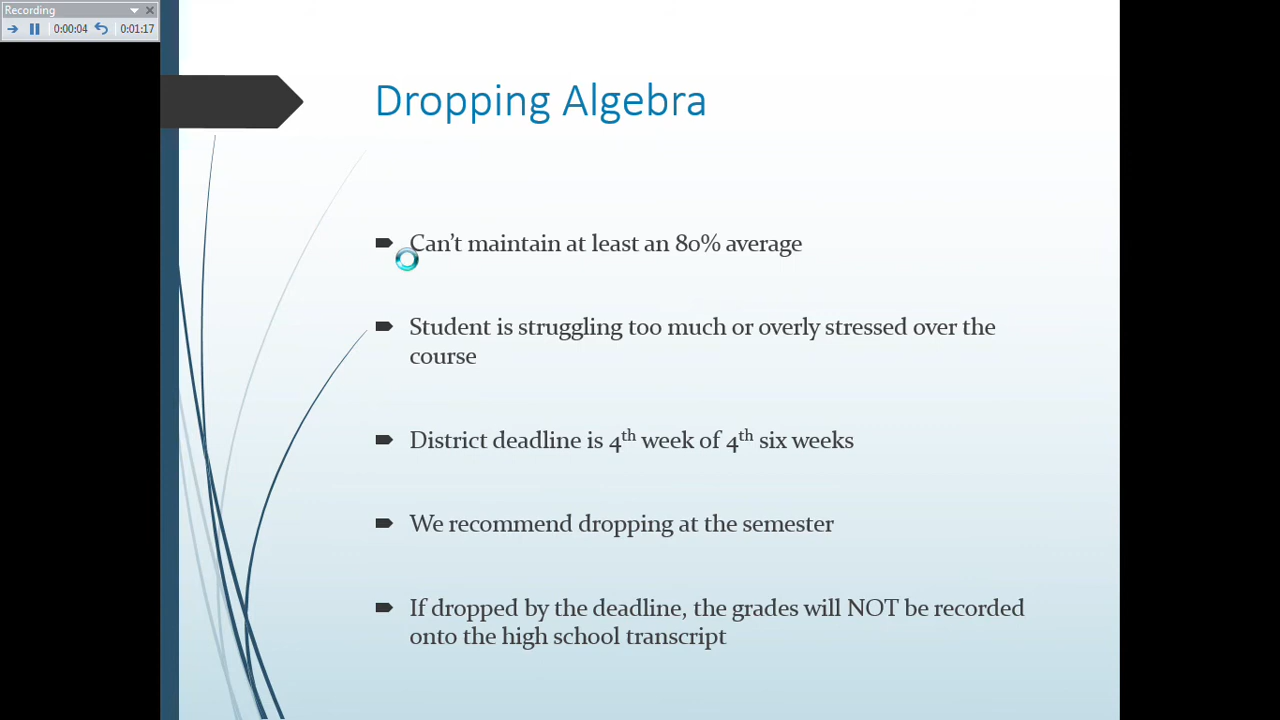 Recording
0:00:04 0:01:17
Dropping Algebra
Can't maintain at least an 80% average
Student is struggling too much or overly stressed over the
course
District deadline is 4th week of 4th six weeks
We recommend dropping at the semester
If dropped by the deadline, the grades will NOT be recorded
onto the high school transcript